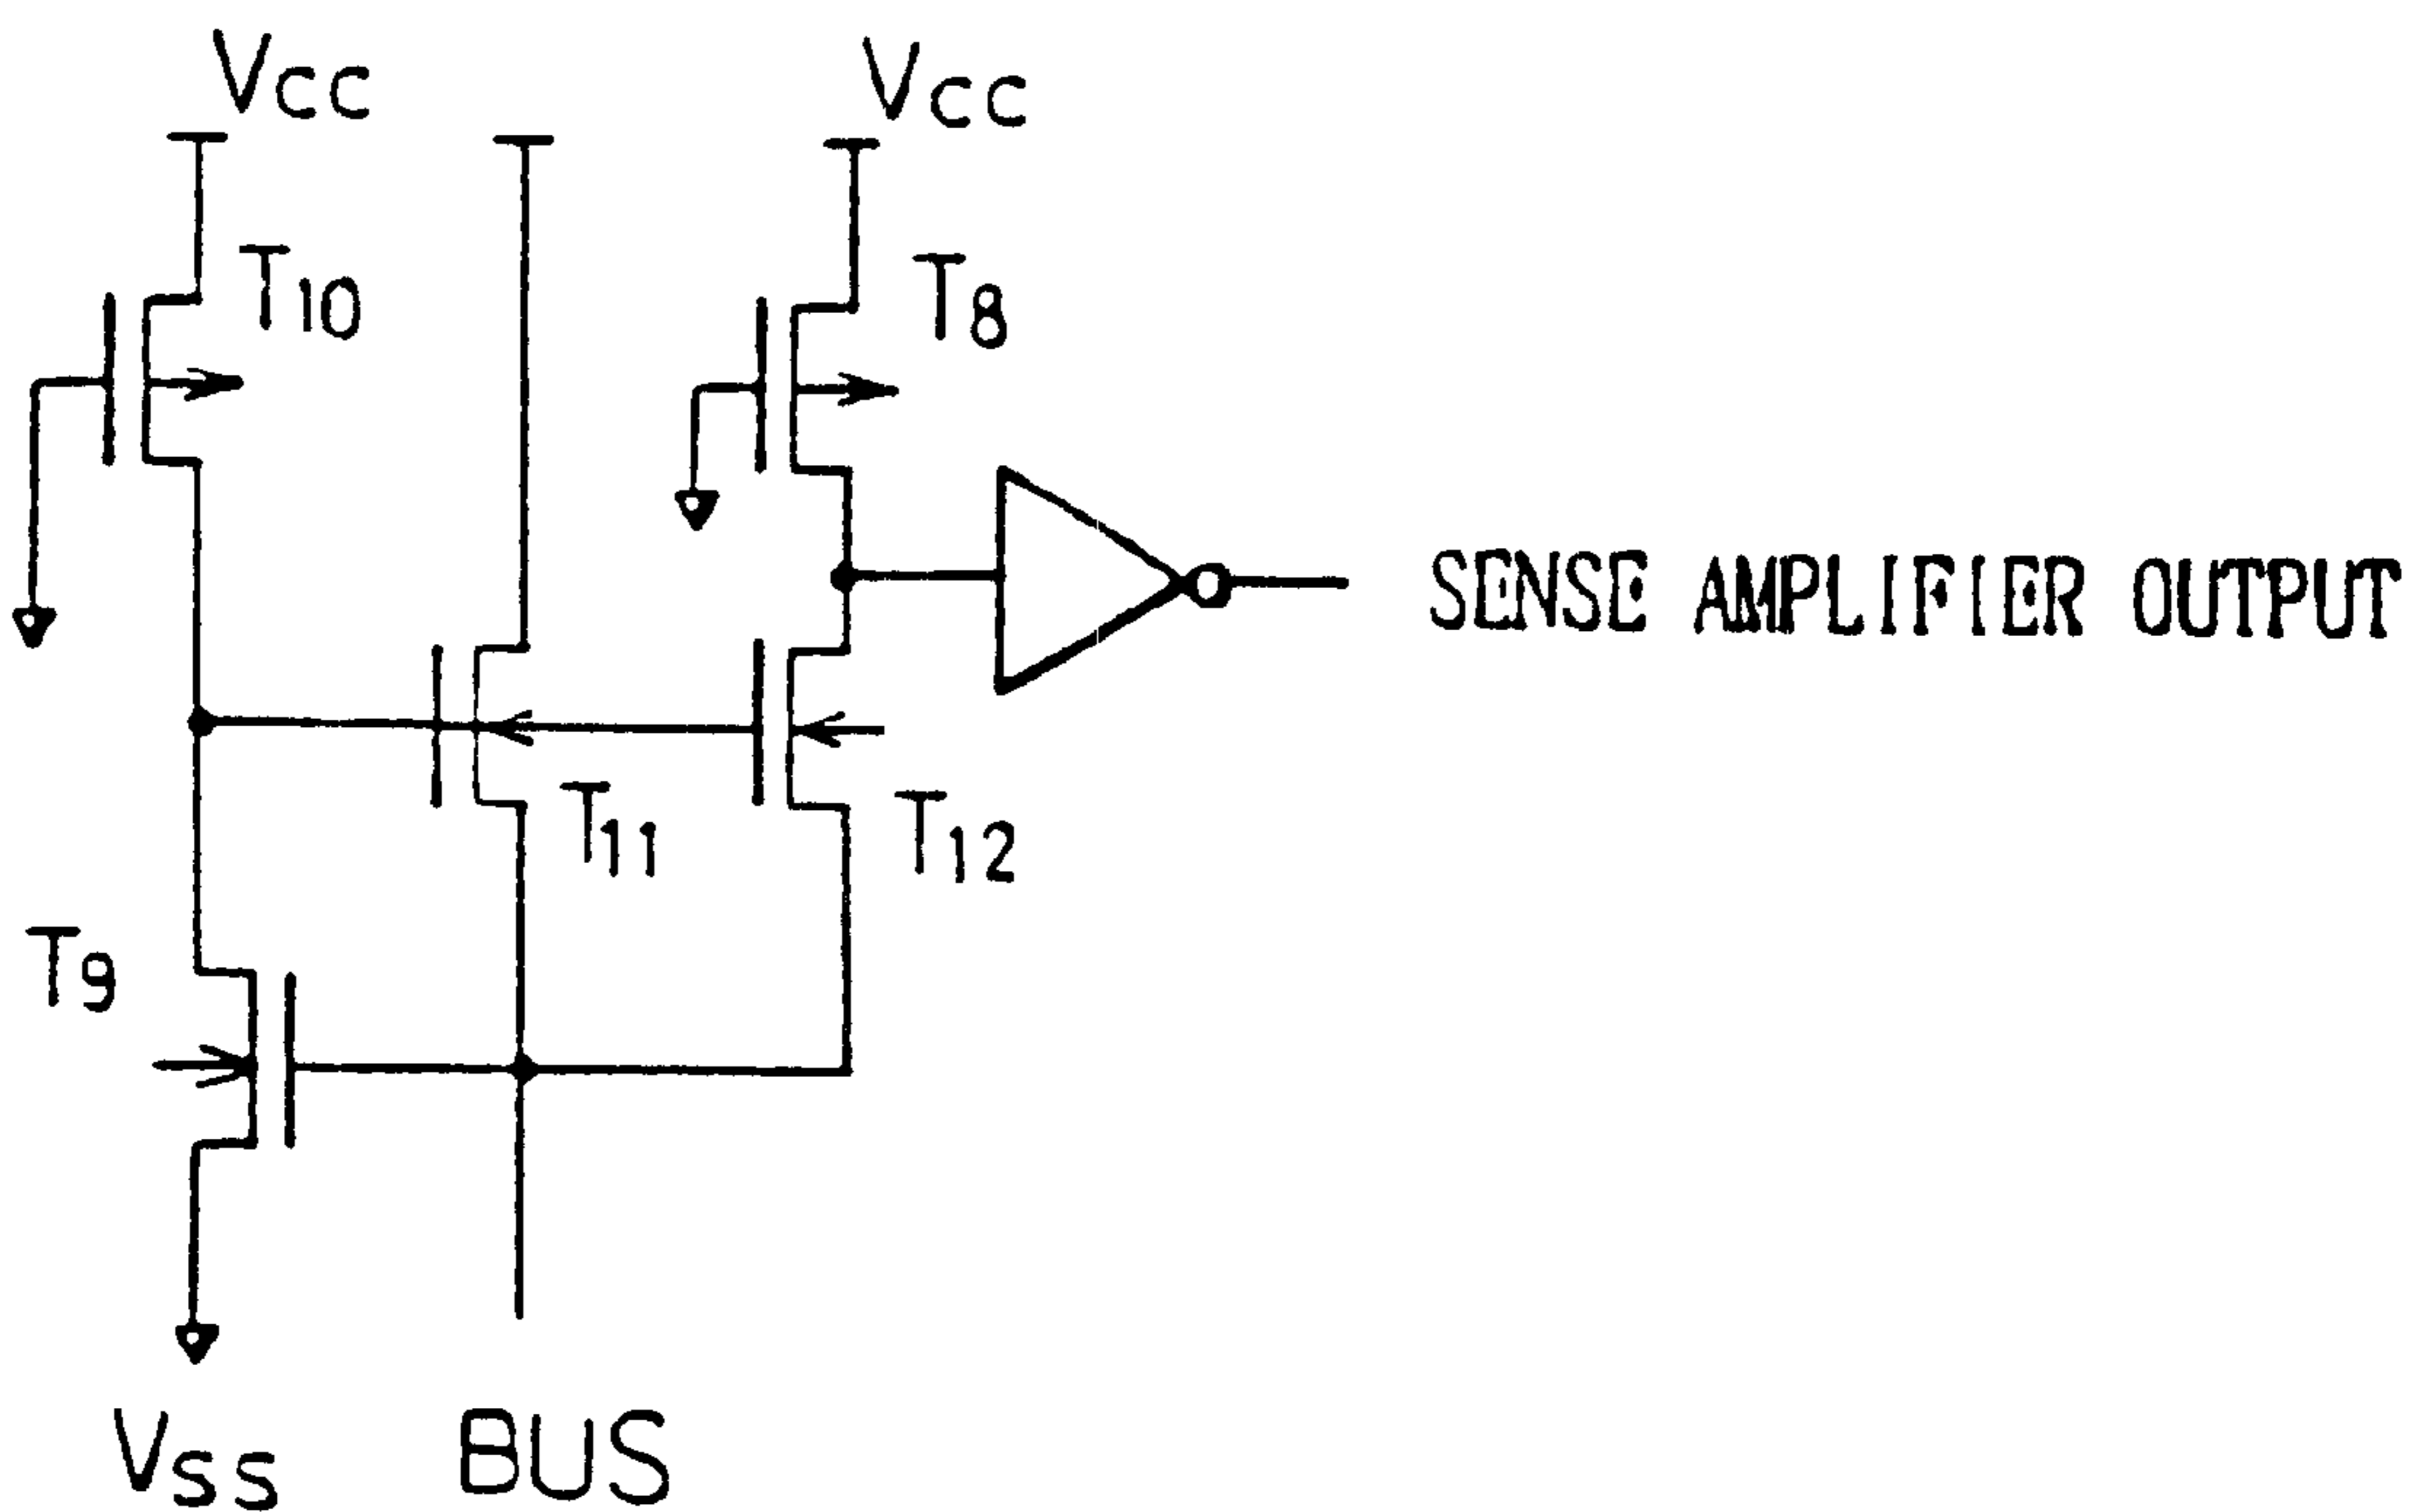 Vcc
Vcc
T10
T8
SENSE AMPLIFIER OUTPUT
T11
T12
T9
Vss
BUS